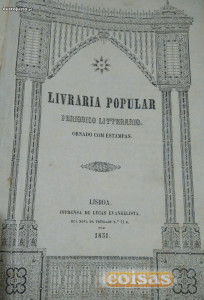 LIVRARIA POPULAR
PERIODICO LITTERARIO.
ORNADO COM ESTAMPAS.
LISBOA.
IMPRENSA DE LUCAS EVANGELISTA.
1851.
coisas